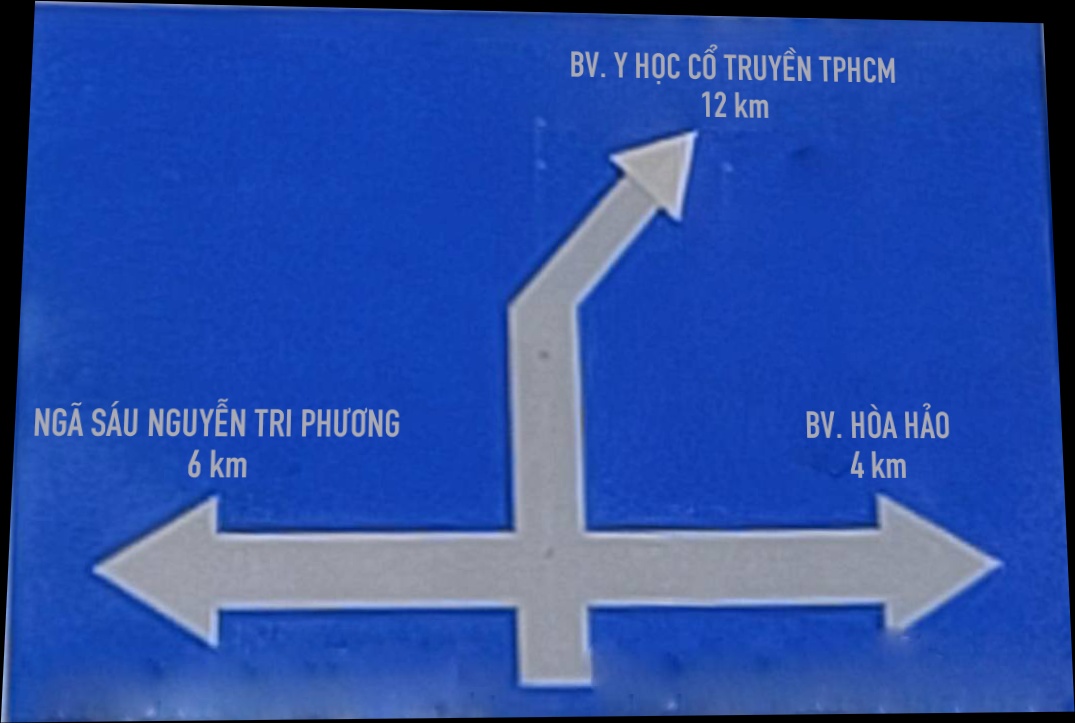 BV. Y HỌC CỔ TRUYỀN TPHCM
12 km
NGÃ SÁU NGUYỄN TRI PHƯƠNG
6 km
BV. HÒA HẢO
4 km